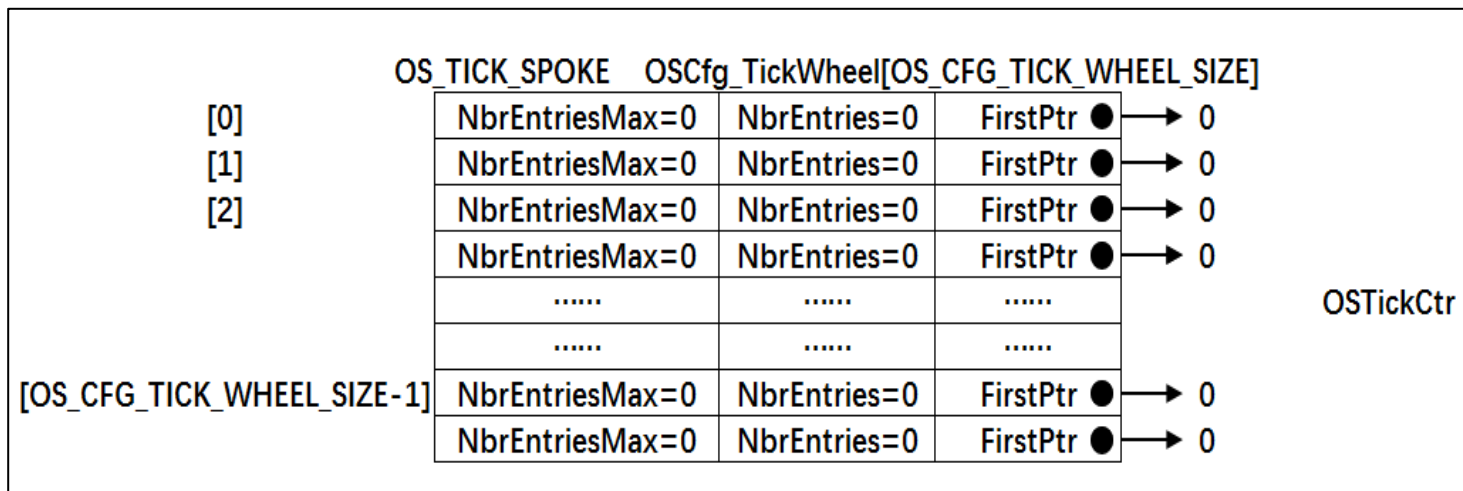 OS_TICK_SPOKE OSCfg_TickWheel[OS_CFG_TICK_WHEEL_SIZE]
[0] NbrEntriesMax=0 NbrEntries=0 FirstPtr 0
[1] NbrEntriesMax=0 NbrEntries=0 FirstPtr 0
[2] NbrEntriesMax=0 NbrEntries=0 FirstPtr 0
NbrEntriesMax=0 NbrEntries=0 FirstPtr 0
...... ...... ...... OSTickCtr
...... ...... ......
[OS_CFG_TICK_WHEEL_SIZE-1] NbrEntriesMax=0 NbrEntries=0 FirstPtr 0
NbrEntriesMax=0 NbrEntries=0 FirstPtr 0